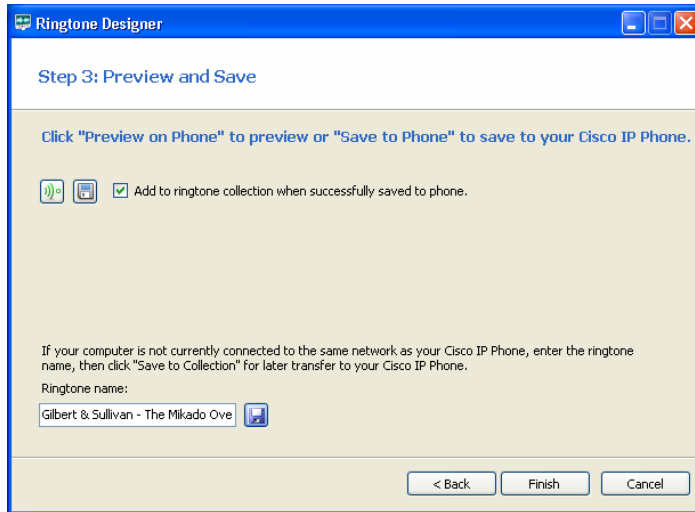 Ringtone Designer
Step 3: Preview and Save
Click "Preview on Phone" to preview or "Save to Phone" to save to your Cisco IP Phone.
Add to ringtone collection when successfully saved to phone.
If your computer is not currently connected to the same network as your Cisco IP Phone, enter the ringtone
name, then click "Save to Collection" for later transfer to your Cisco IP Phone.
Ringtone name:
Gilbert & Sullivan - The Mikado Ove
< Back Finish Cancel